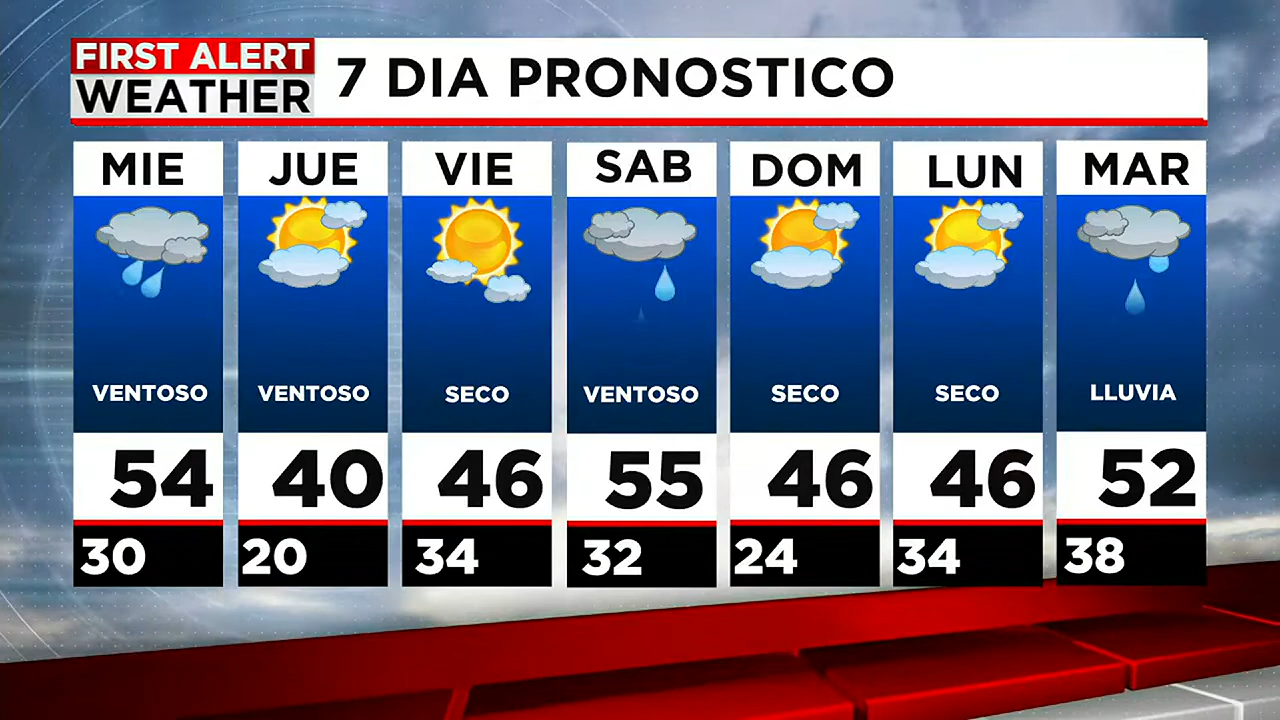 FIRST ALERT
WEATHER
7 DIA PRONOSTICO
MIE JUE VIE SAB DOM LUN MAR
VENTOSO VENTOSO SECO VENTOSO SECO SECO LLUVIA
54 40 46 55 46 46 52
30 20 34 32 24 34 38